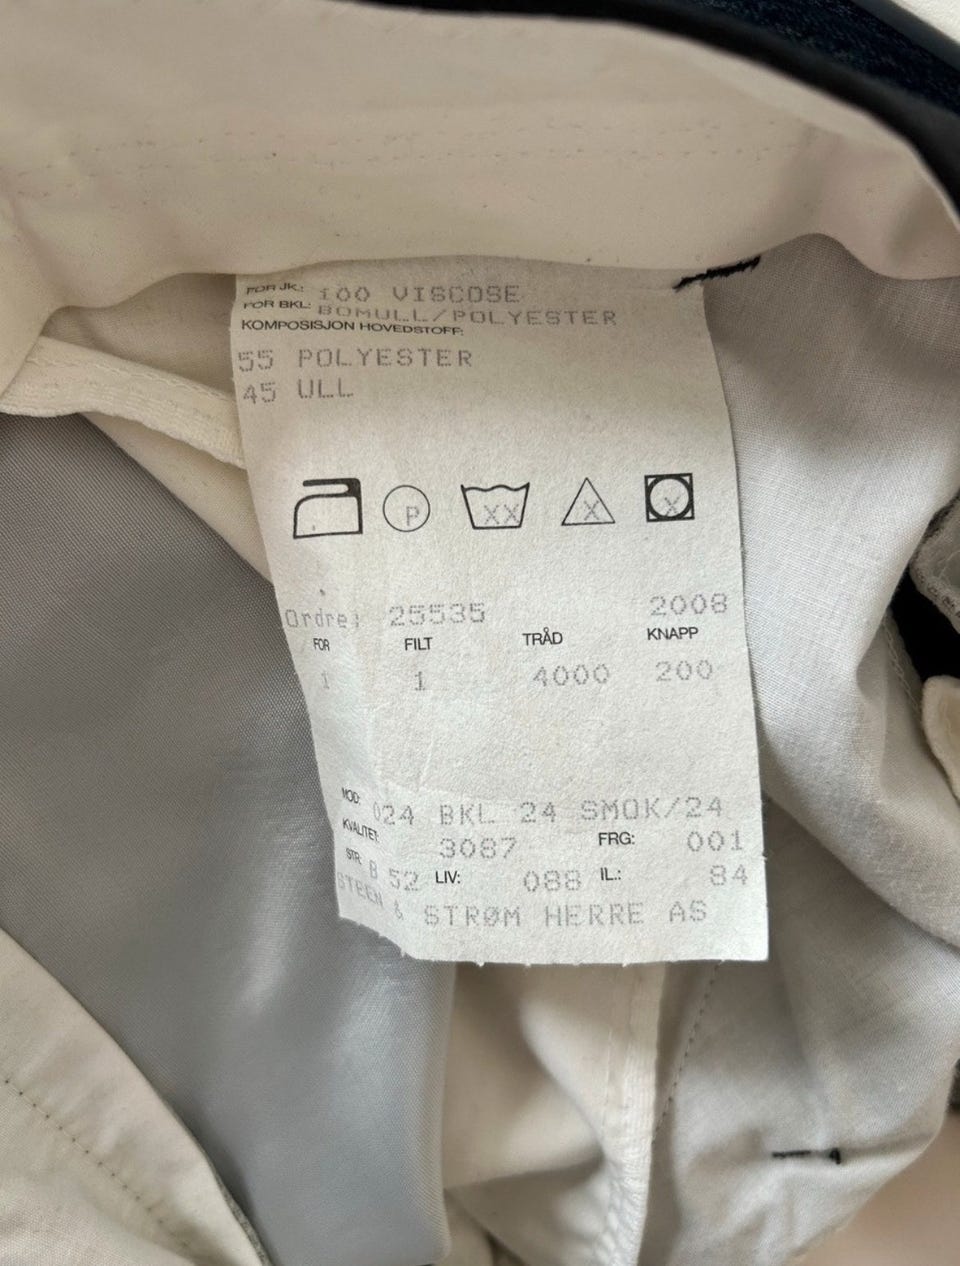 FOR JK: 100 VISCOSE
FOR BKL: BOMULL/POLYESTER
KOMPOSISJON HOVEDSTOFF:
55 POLYESTER
45 ULL
P XX X X
Ordre: 25535 2008
FOR FILT TRÅD KNAPP
1 1 4000 200
MOD: 024 BKL 24 SMOK/24
KVALITET: 3087 FRG: 001
STR: B 52 LIV: 088 IL.: 84
STEEN & STRØM HERRE AS